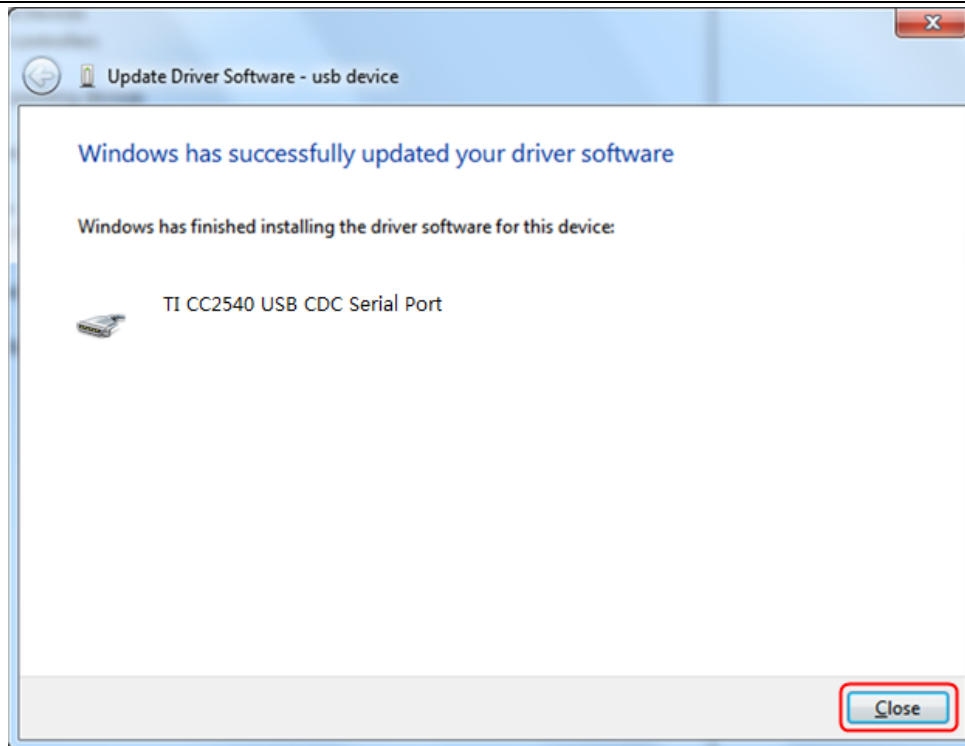 Update Driver Software - usb device
Windows has successfully updated your driver software
Windows has finished installing the driver software for this device:
TI CC2540 USB CDC Serial Port
Close